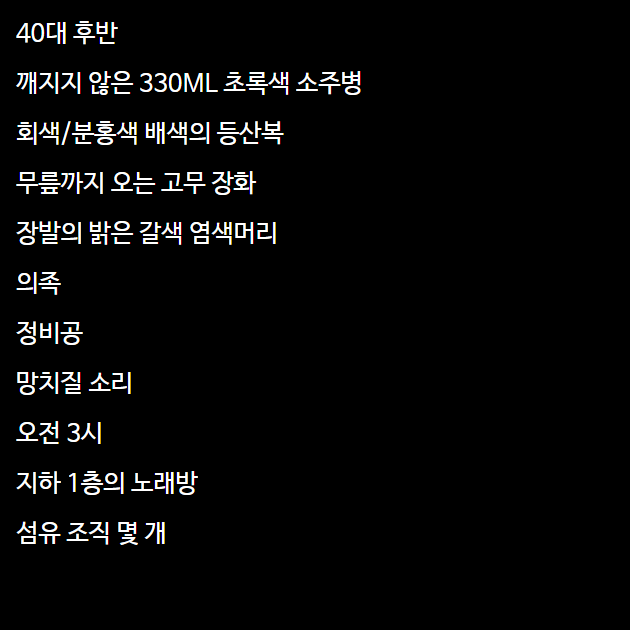 40대 후반
깨지지 않은 330ML 초록색 소주병
회색/분홍색 배색의 등산복
무릎까지 오는 고무 장화
장발의 밝은 갈색 염색머리
의족
정비공
망치질 소리
오전 3시
지하 1층의 노래방
섬유 조직 몇 개